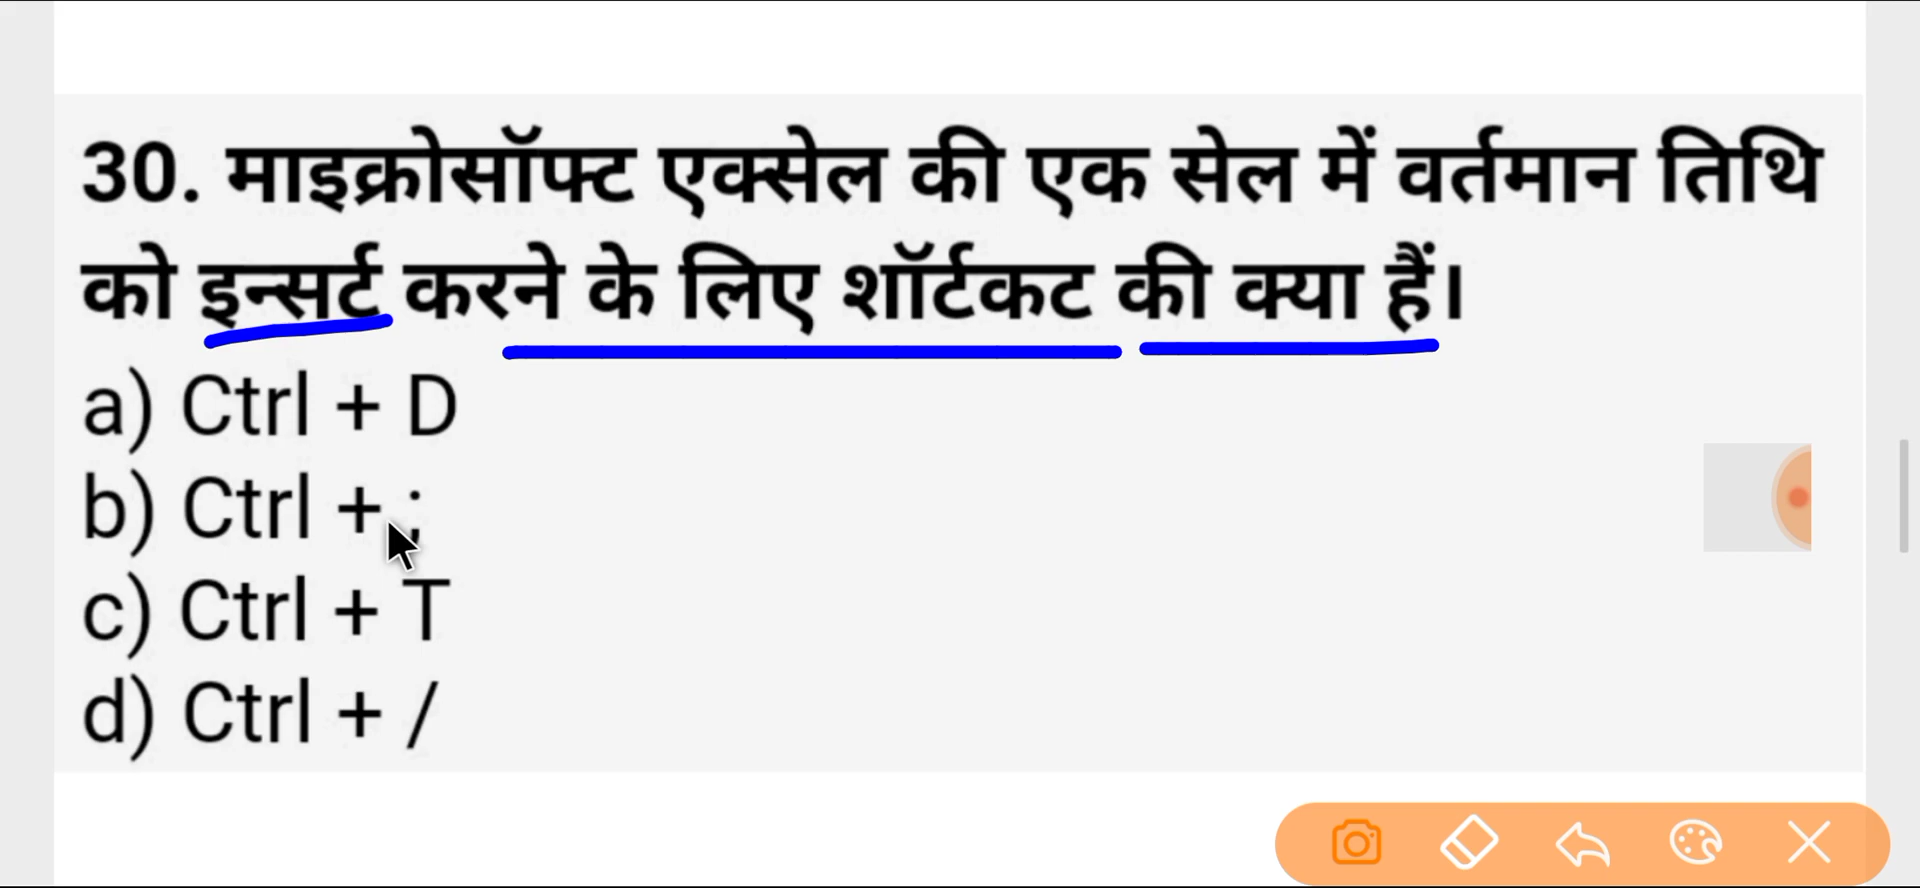 30. माइक्रोसॉफ्ट एक्सेल की एक सेल में वर्तमान तिथि
को इन्सर्ट करने के लिए शॉर्टकट की क्या हैं।
a) Ctrl + D
b) Ctrl + ;
c) Ctrl + T
d) Ctrl + /